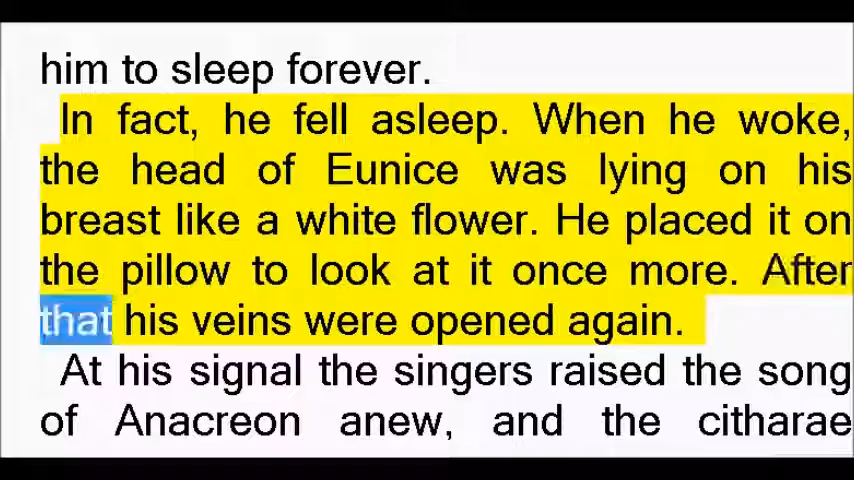 him to sleep forever.
In fact, he fell asleep. When he woke,
the head of Eunice was lying on his
breast like a white flower. He placed it on
the pillow to look at it once more. After
that his veins were opened again.
At his signal the singers raised the song
of Anacreon anew, and the citharae